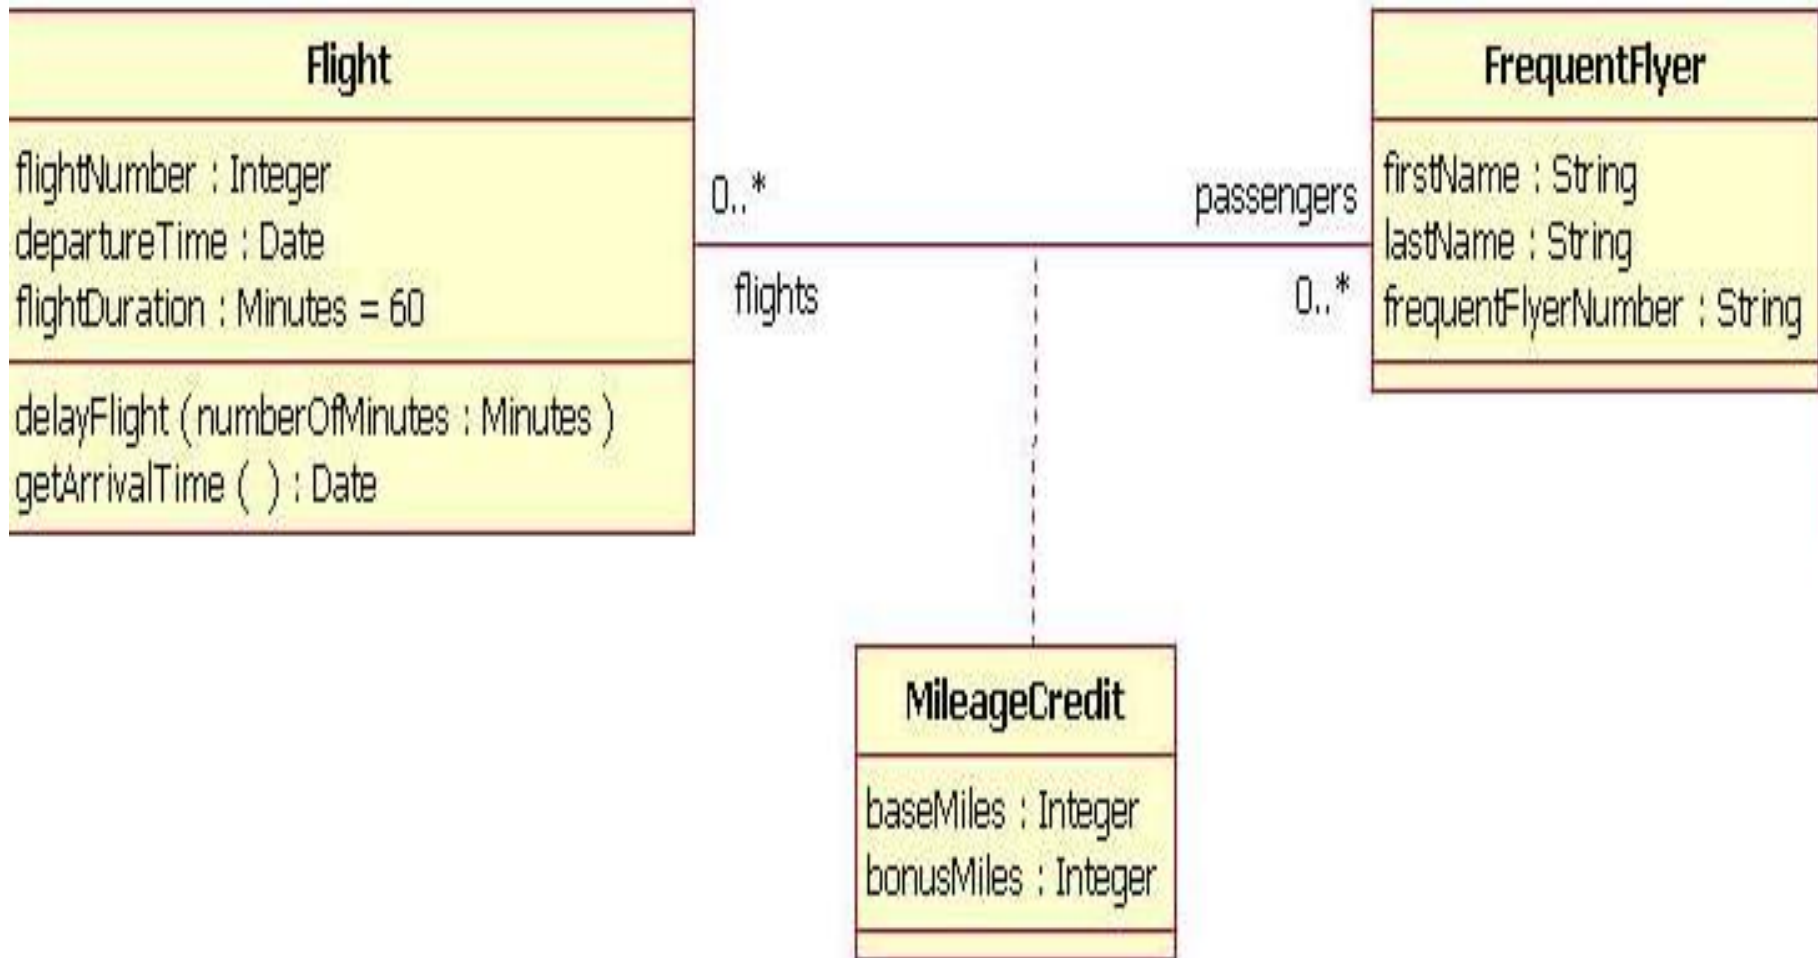 Flight
flightNumber : Integer
departureTime : Date
flightDuration : Minutes = 60
delayFlight ( numberOfMinutes : Minutes )
getArrivalTime ( ) : Date
0..*
flights
passengers
0..*
FrequentFlyer
firstName : String
lastName : String
frequentFlyerNumber : String
MileageCredit
baseMiles : Integer
bonusMiles : Integer